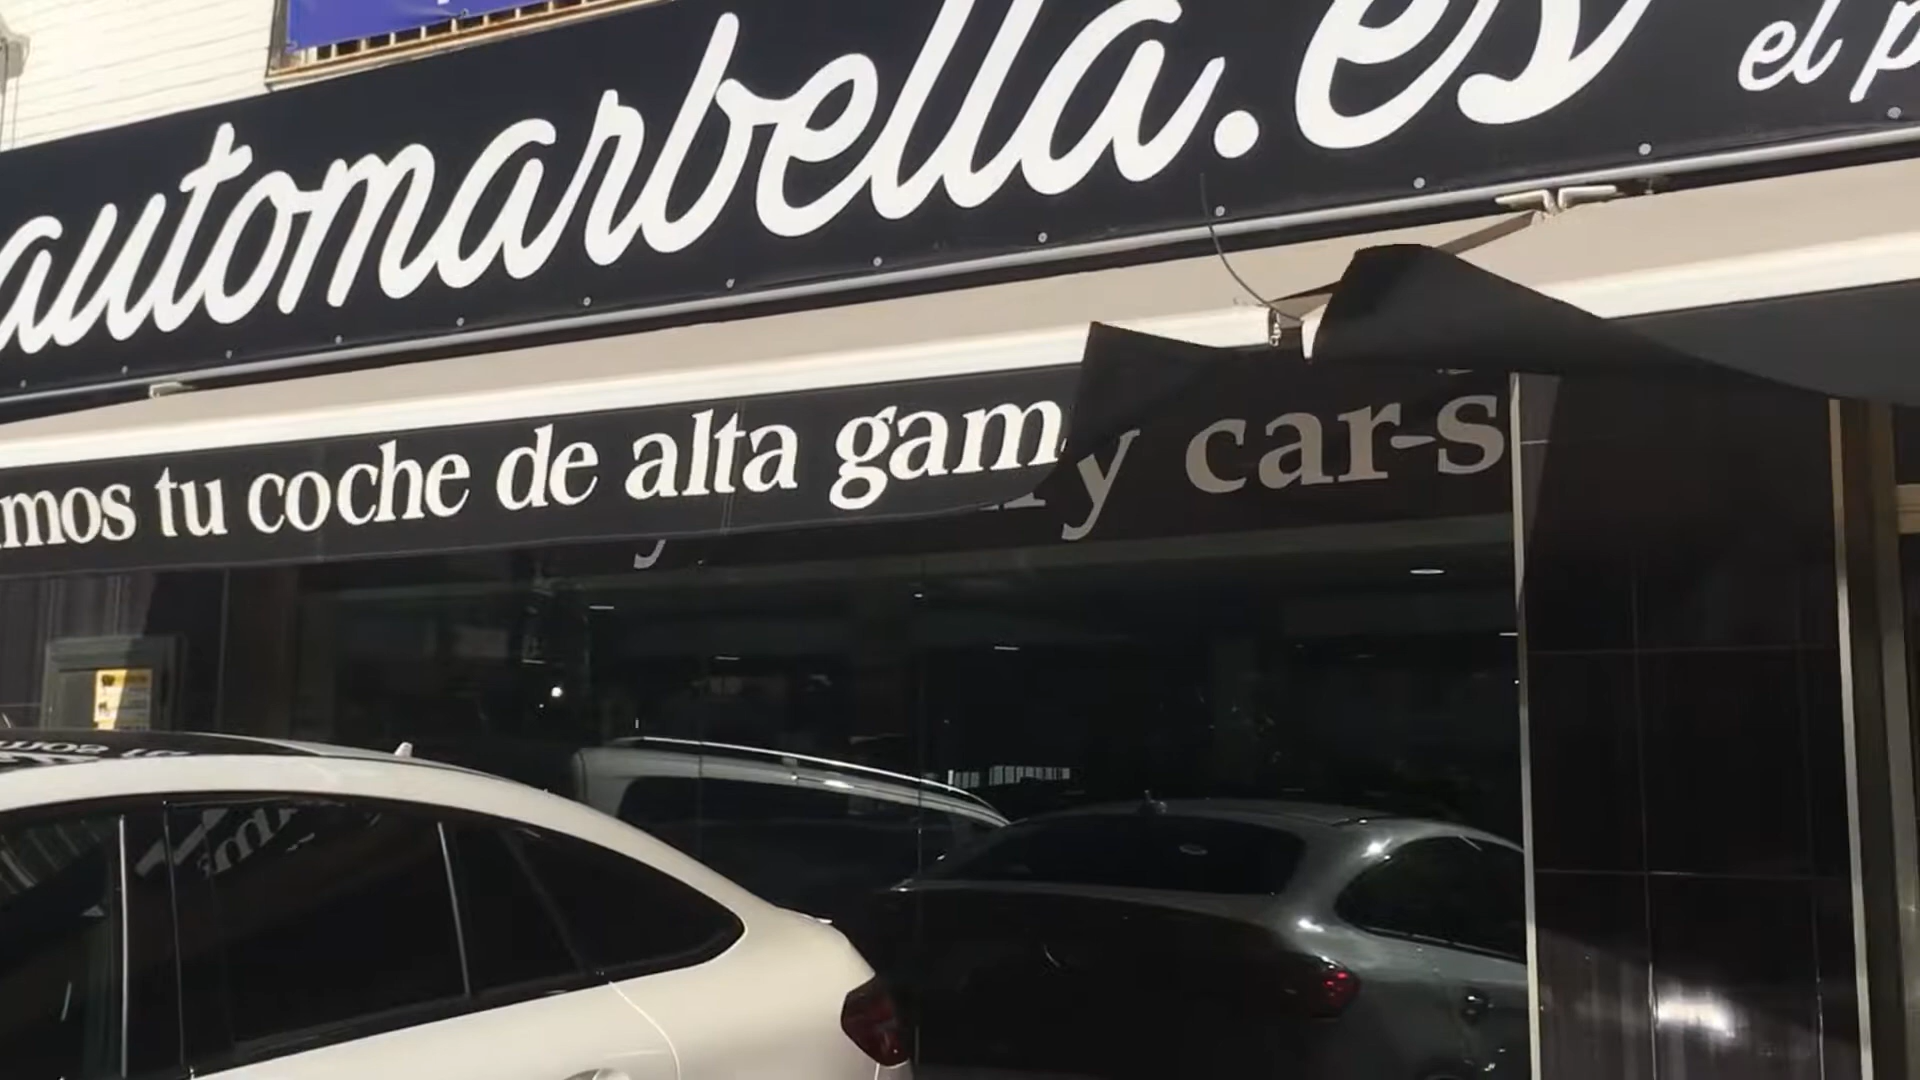 automarbella.es
el p
mos tu coche de alta gam
y car-s